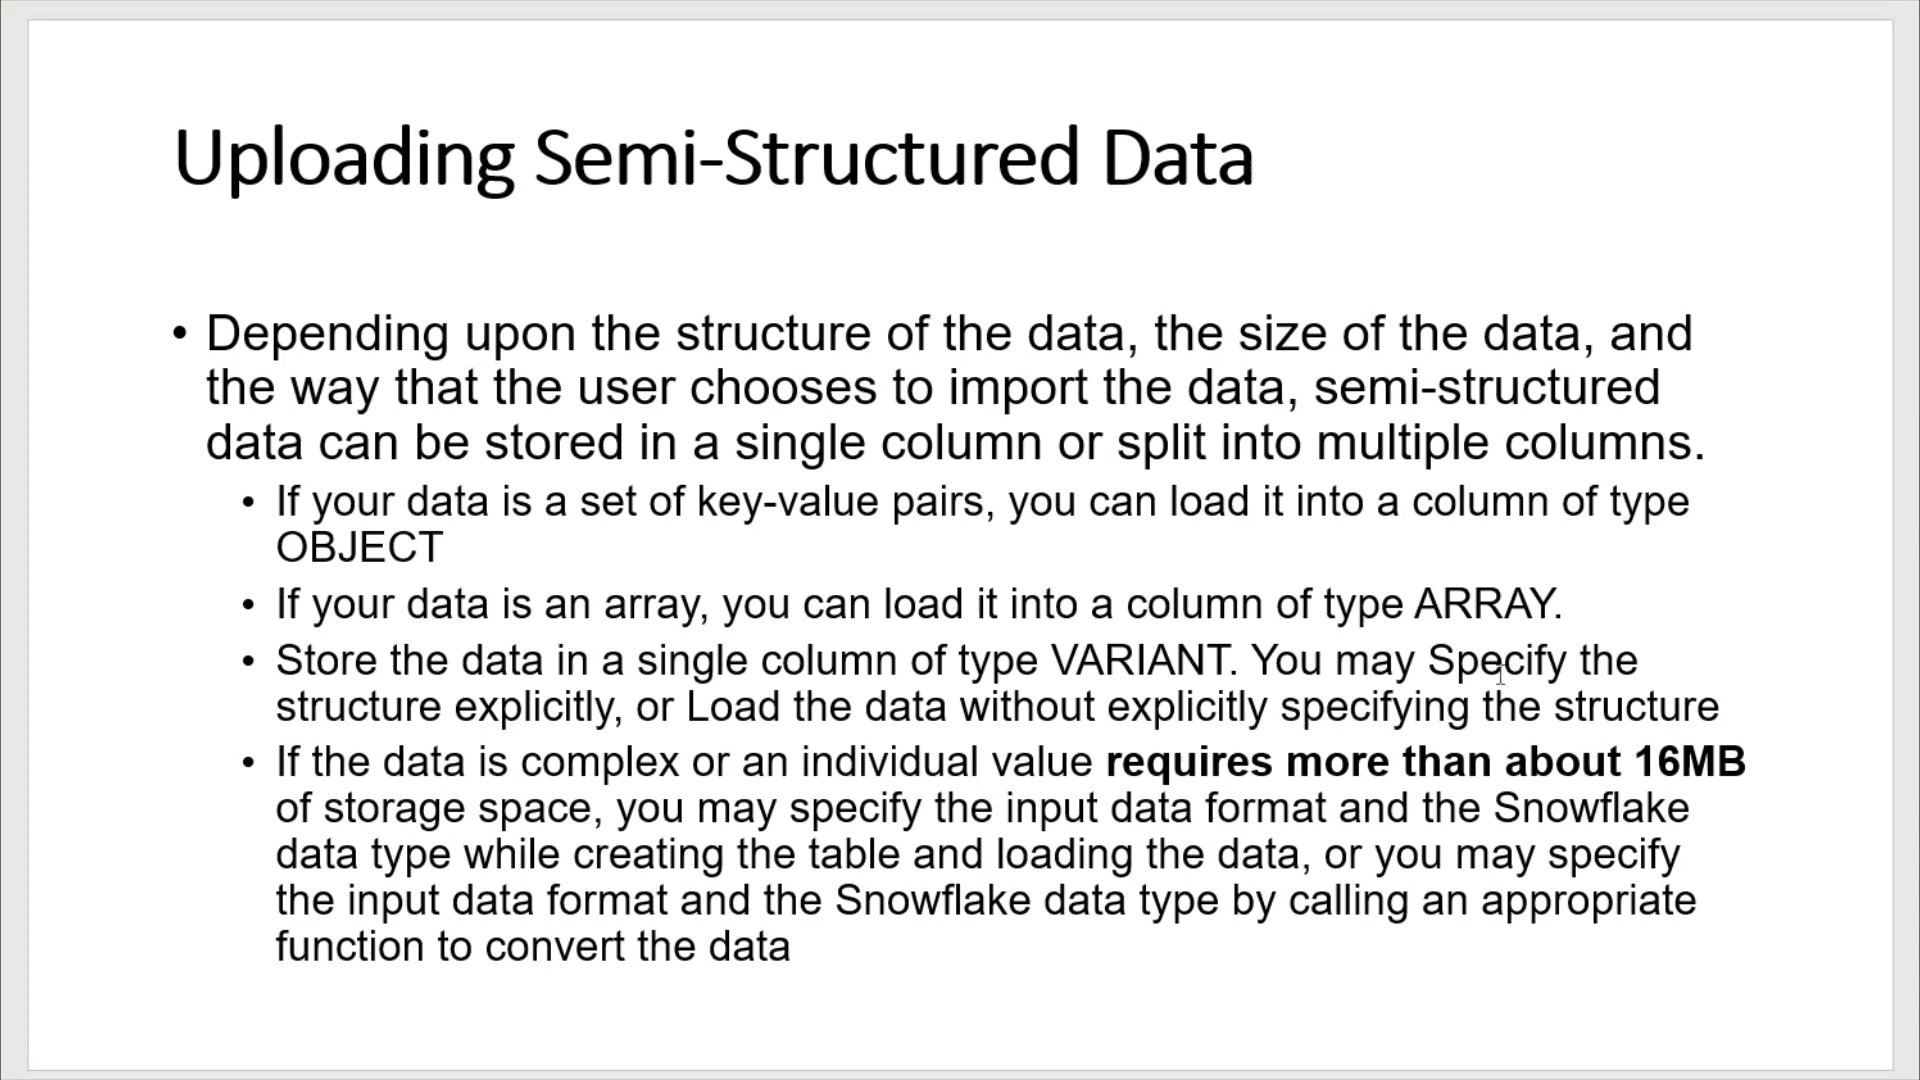 Uploading Semi-Structured Data
• Depending upon the structure of the data, the size of the data, and
the way that the user chooses to import the data, semi-structured
data can be stored in a single column or split into multiple columns.
• If your data is a set of key-value pairs, you can load it into a column of type
OBJECT
• If your data is an array, you can load it into a column of type ARRAY.
• Store the data in a single column of type VARIANT. You may Specify the
structure explicitly, or Load the data without explicitly specifying the structure
• If the data is complex or an individual value requires more than about 16MB
of storage space, you may specify the input data format and the Snowflake
data type while creating the table and loading the data, or you may specify
the input data format and the Snowflake data type by calling an appropriate
function to convert the data